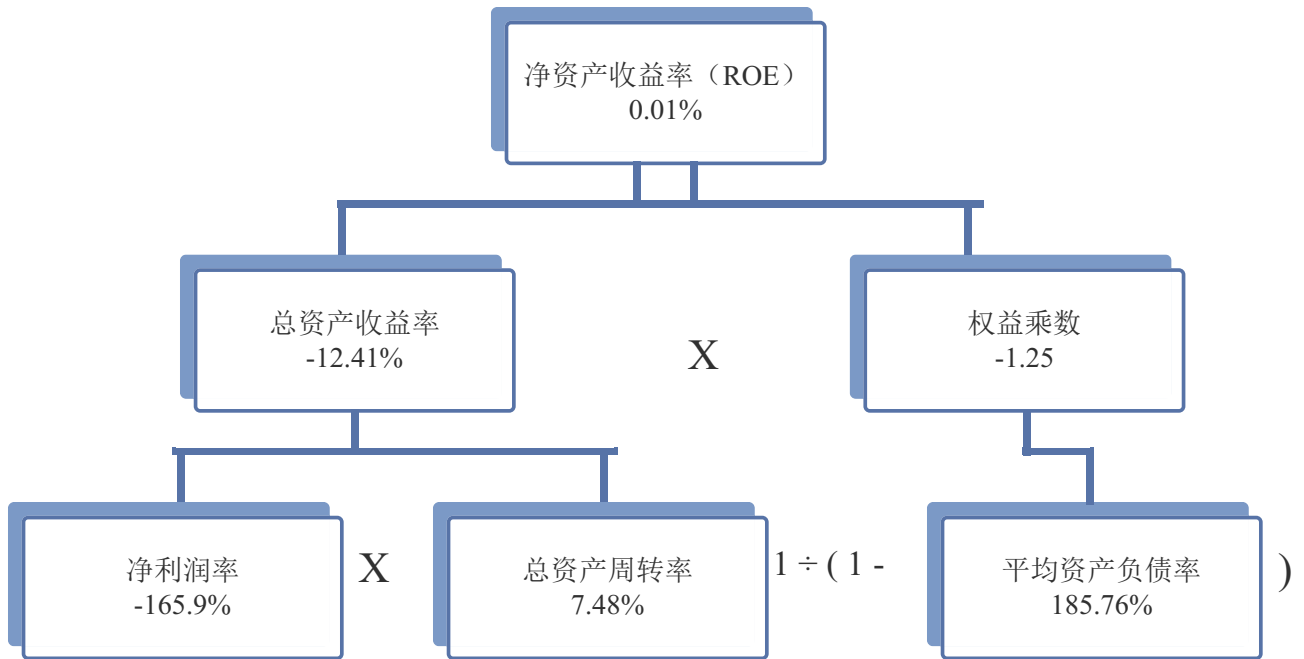 净资产收益率（ROE）
0.01%
总资产收益率
-12.41%
X
权益乘数
-1.25
净利润率
-165.9%
X
总资产周转率
7.48%
1 ÷ ( 1 -
平均资产负债率
185.76%
)